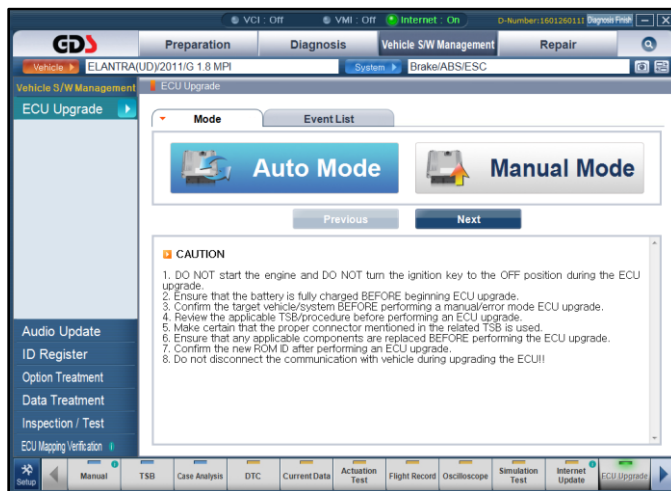 VCI : Off VMI : Off Internet : On D-Number:160126011I Diagnosis Finish
GDS Preparation Diagnosis Vehicle S/W Management Repair
Vehicle ELANTRA(UD)/2011/G 1.8 MPI System Brake/ABS/ESC
Vehicle S/W Management ECU Upgrade
ECU Upgrade
Mode Event List
Auto Mode Manual Mode
Previous Next
CAUTION
1. DO NOT start the engine and DO NOT turn the ignition key to the OFF position during the ECU
upgrade.
2. Ensure that the battery is fully charged BEFORE beginning ECU upgrade.
3. Confirm the target vehicle/system BEFORE performing a manual/error mode ECU upgrade.
4. Review the applicable TSB/procedure before performing an ECU upgrade.
5. Make certain that the proper connector mentioned in the related TSB is used.
6. Ensure that any applicable components are replaced BEFORE performing the ECU upgrade.
7. Confirm the new ROM ID after performing an ECU upgrade.
8. Do not disconnect the communication with vehicle during upgrading the ECU!!
Audio Update
ID Register
Option Treatment
Data Treatment
Inspection / Test
ECU Mapping Verification
Setup Manual TSB Case Analysis DTC Current Data Actuation Test Flight Record Oscilloscope Simulation Test Internet Update ECU Upgrade